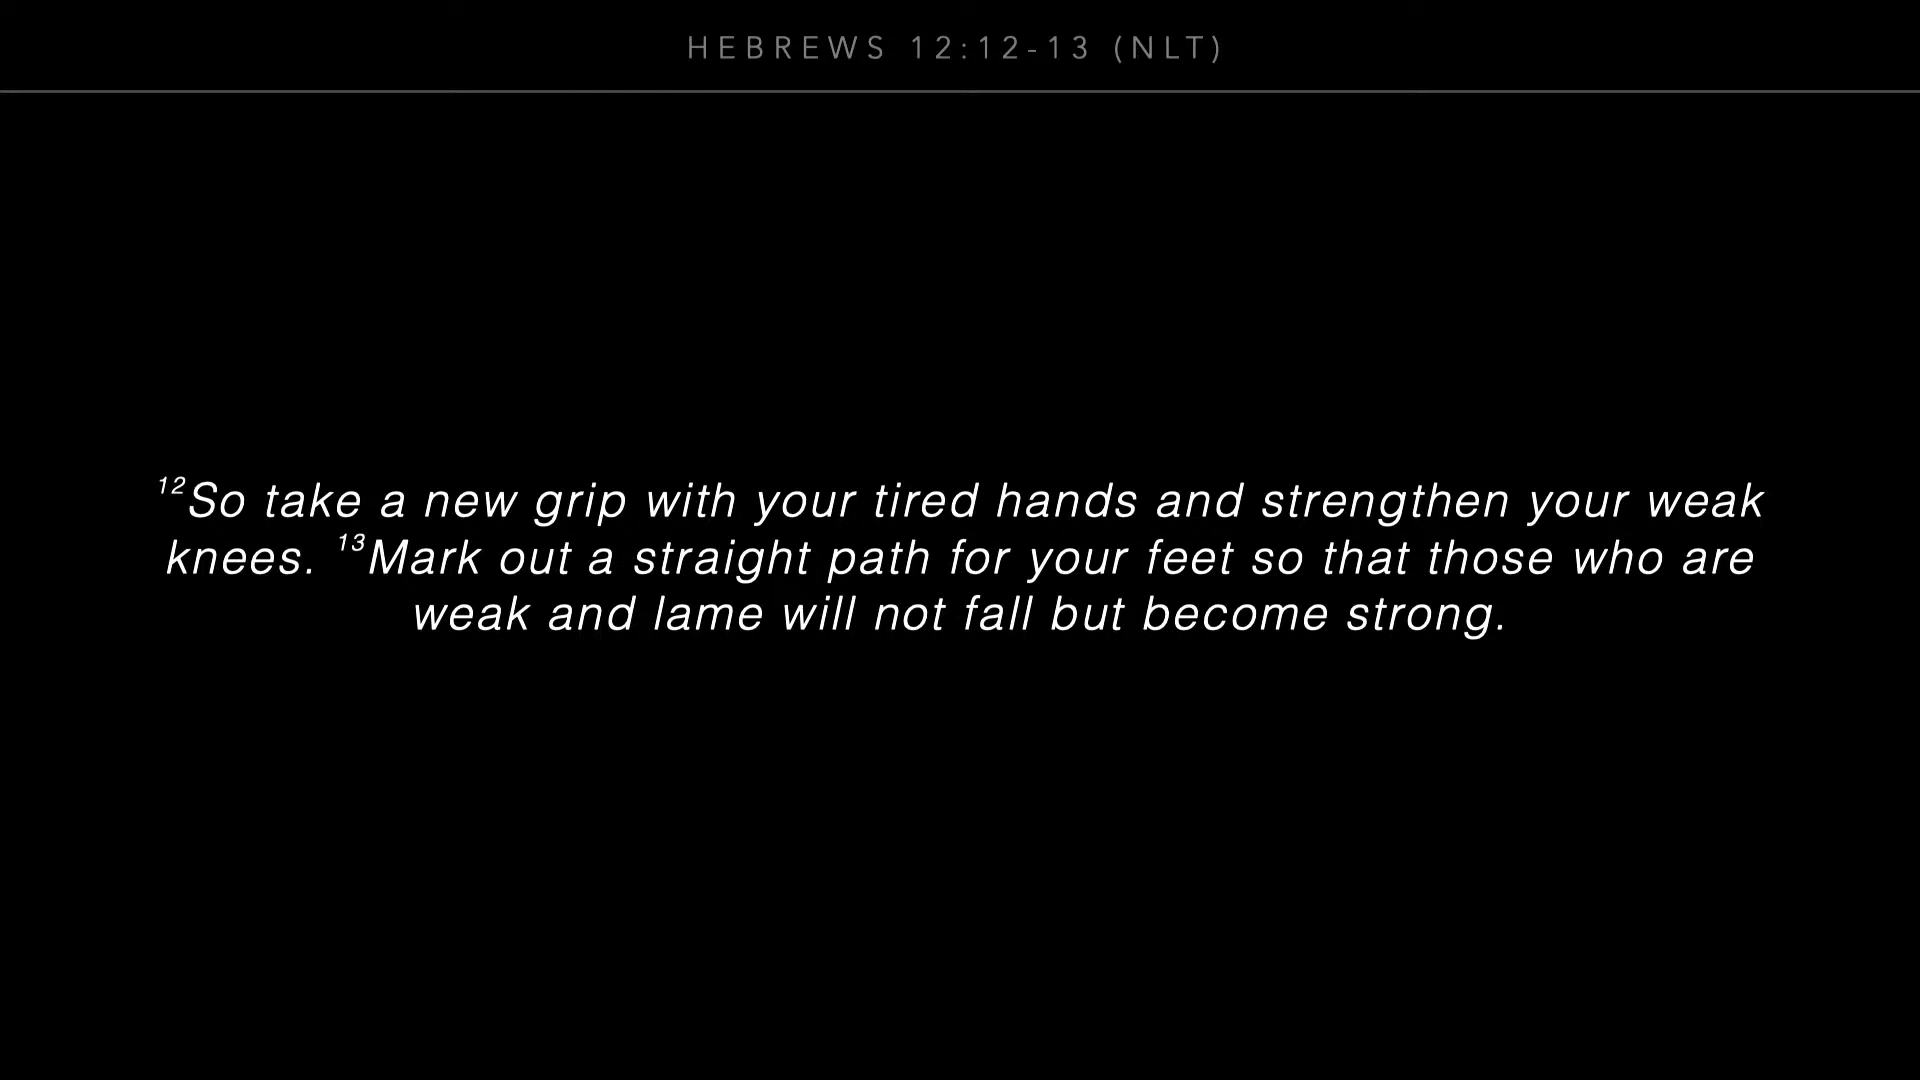 HEBREWS 12:12-13 (NLT)
¹²So take a new grip with your tired hands and strengthen your weak
knees. ¹³Mark out a straight path for your feet so that those who are
weak and lame will not fall but become strong.